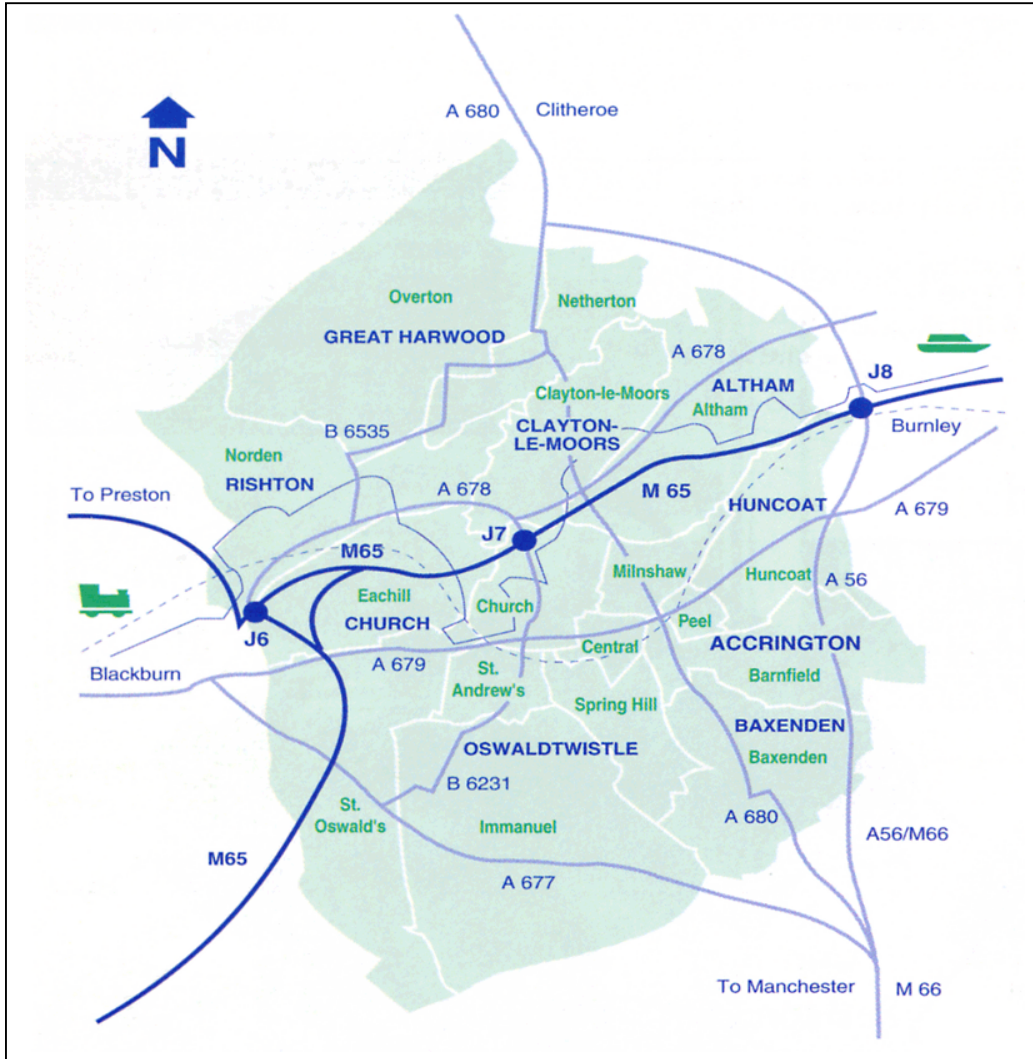 A 680
Clitheroe
N
Overton
Netherton
GREAT HARWOOD
A 678
J8
Clayton-le-Moors
ALTHAM
Altham
CLAYTON-
LE-MOORS
Burnley
B 6535
Norden
RISHTON
To Preston
A 678
M 65
HUNCOAT
A 679
J7
M65
Milnshaw
Huncoat
A 56
Eachill
Church
CHURCH
Peel
J6
Central
ACCRINGTON
Blackburn
A 679
St.
Andrew's
Barnfield
Spring Hill
BAXENDEN
OSWALDTWISTLE
Baxenden
B 6231
St.
Oswald's
Immanuel
A 680
A56/M66
M65
A 677
To Manchester
M 66